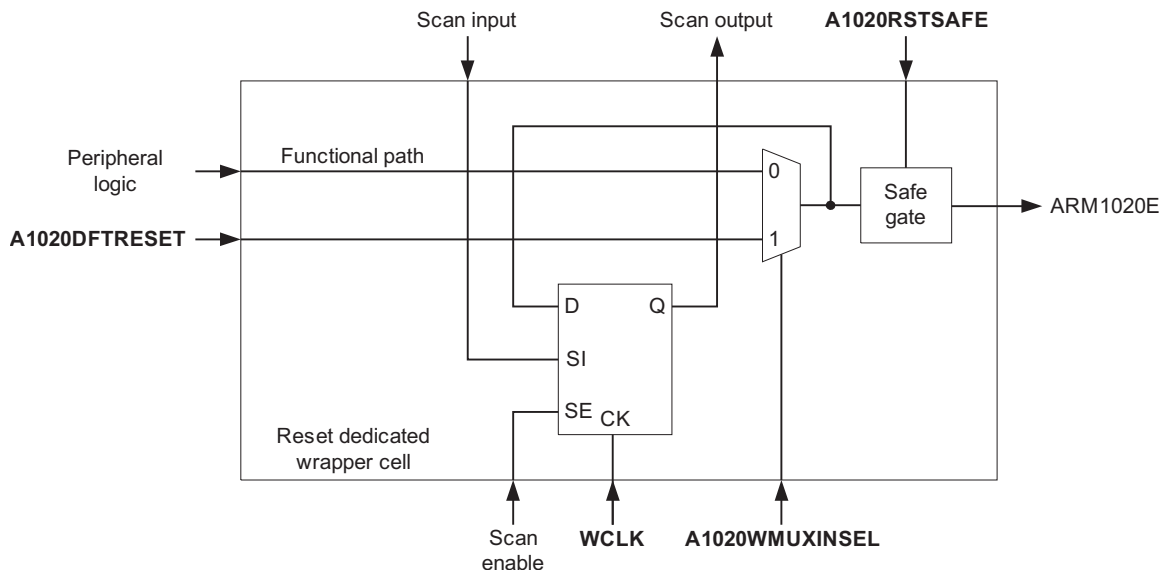 Scan input
Scan output
A1020RSTSAFE
Peripheral
logic
Functional path
0
Safe
gate
ARM1020E
A1020DFTRESET
1
D
Q
SI
SE
CK
Reset dedicated
wrapper cell
Scan
enable
WCLK
A1020WMUXINSEL